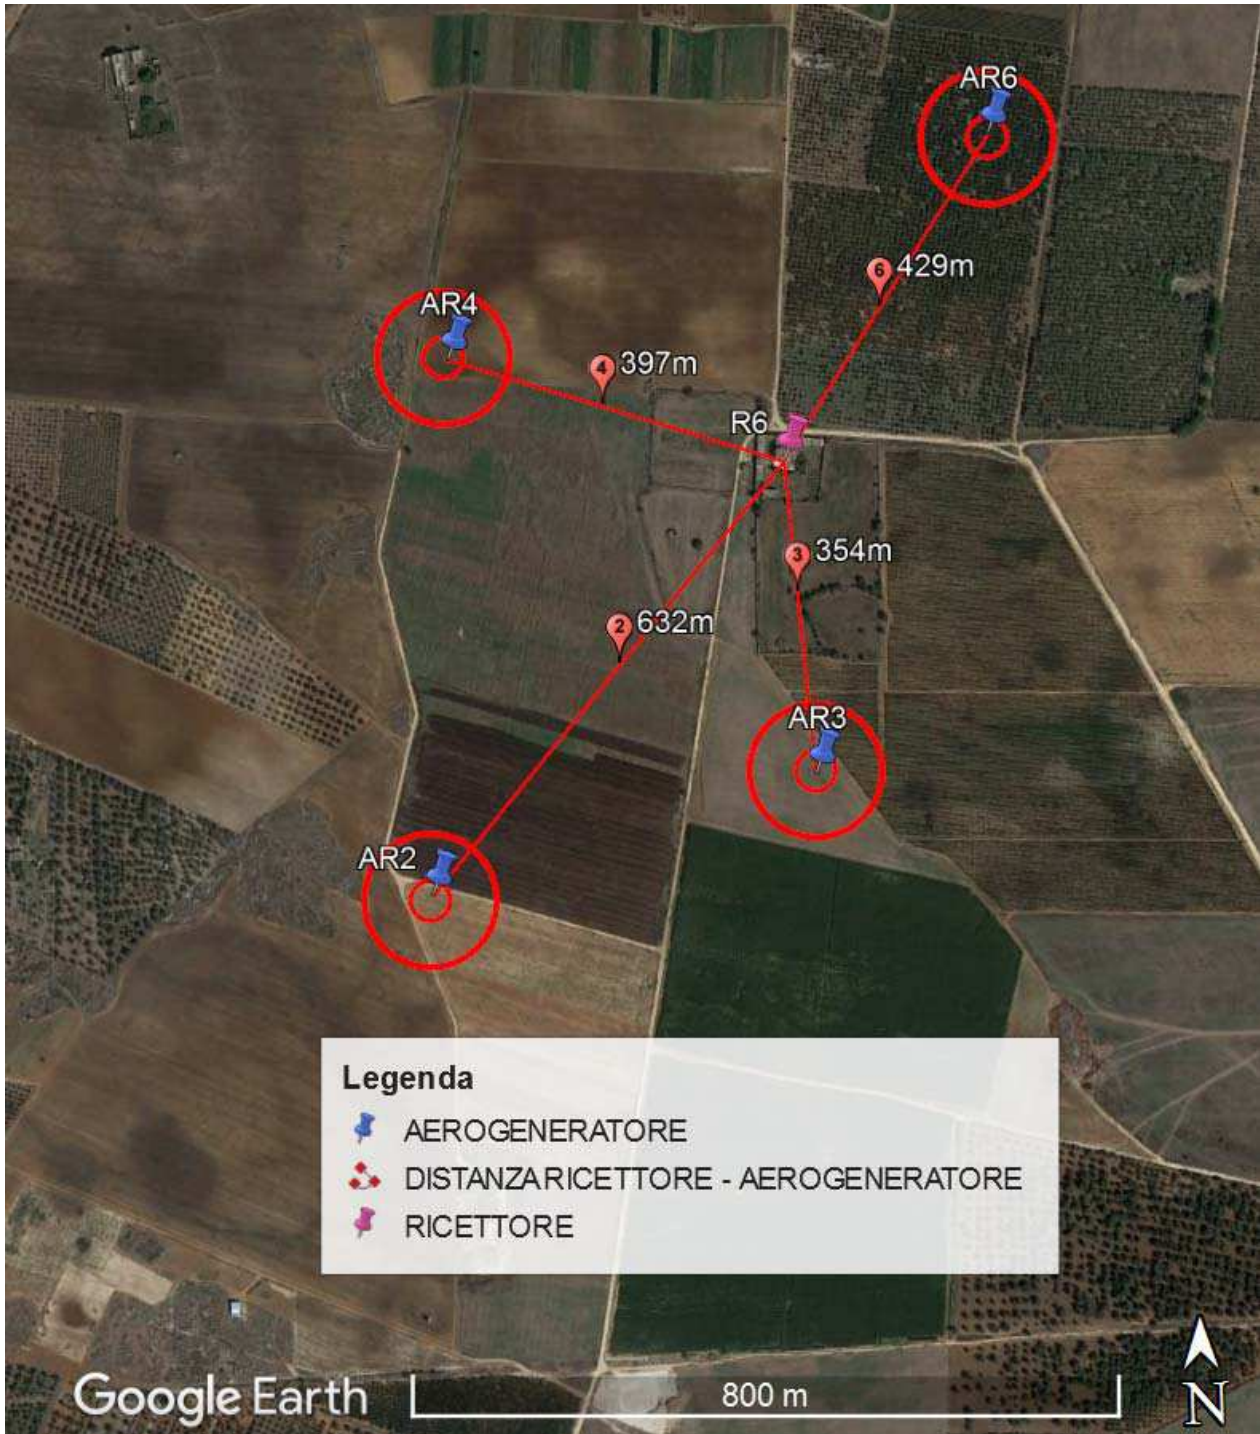 AR6
6 429m
AR4
4 397m
R6
3 354m
2 632m
AR3
AR2
Legenda
AEROGENERATORE
DISTANZA RICETTORE - AEROGENERATORE
RICETTORE
Google Earth
800 m
N